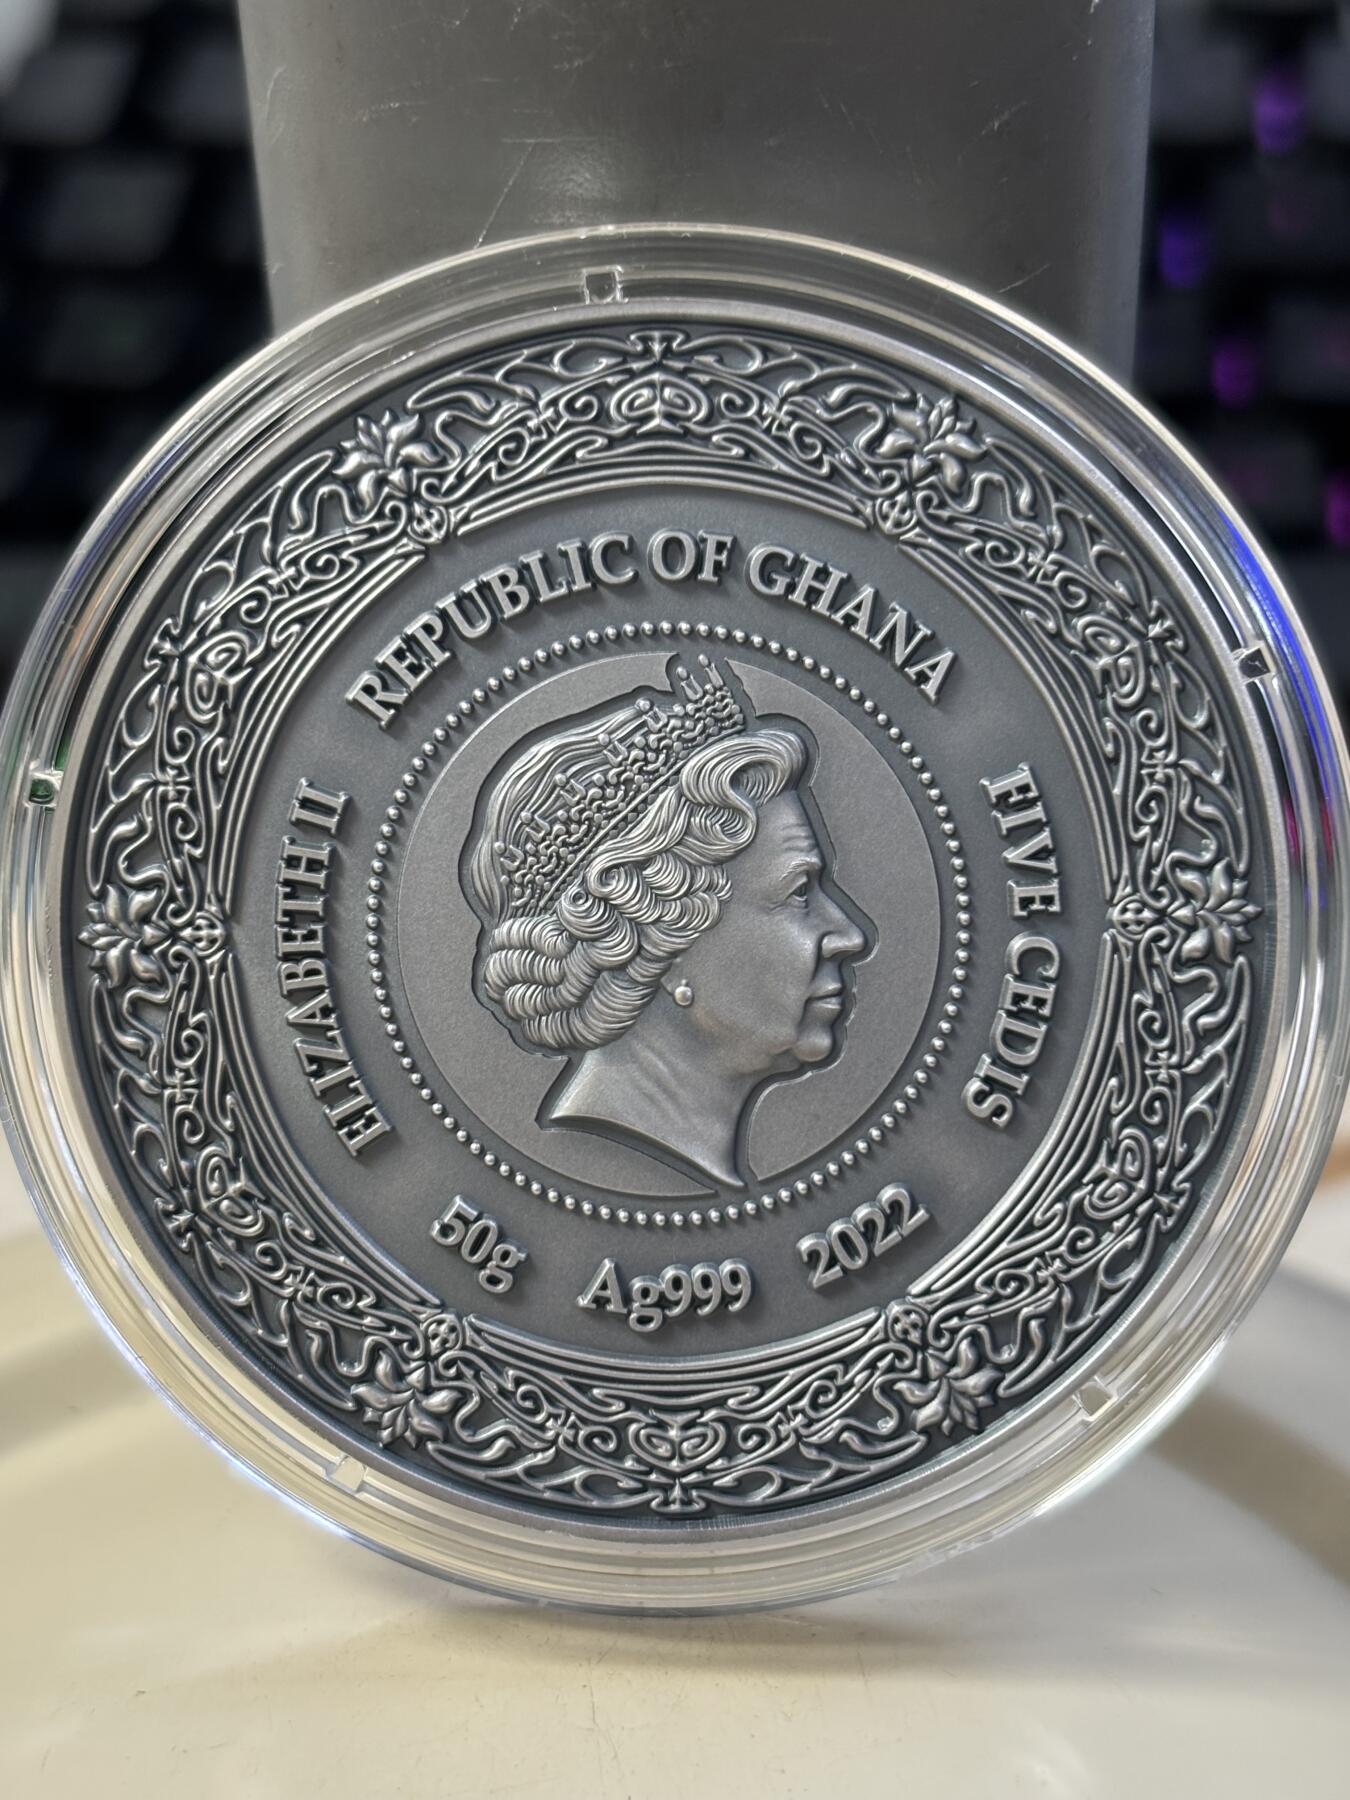 REPUBLIC OF GHANA
ELIZABETH II
FIVE CEDIS
50g Ag999 2022